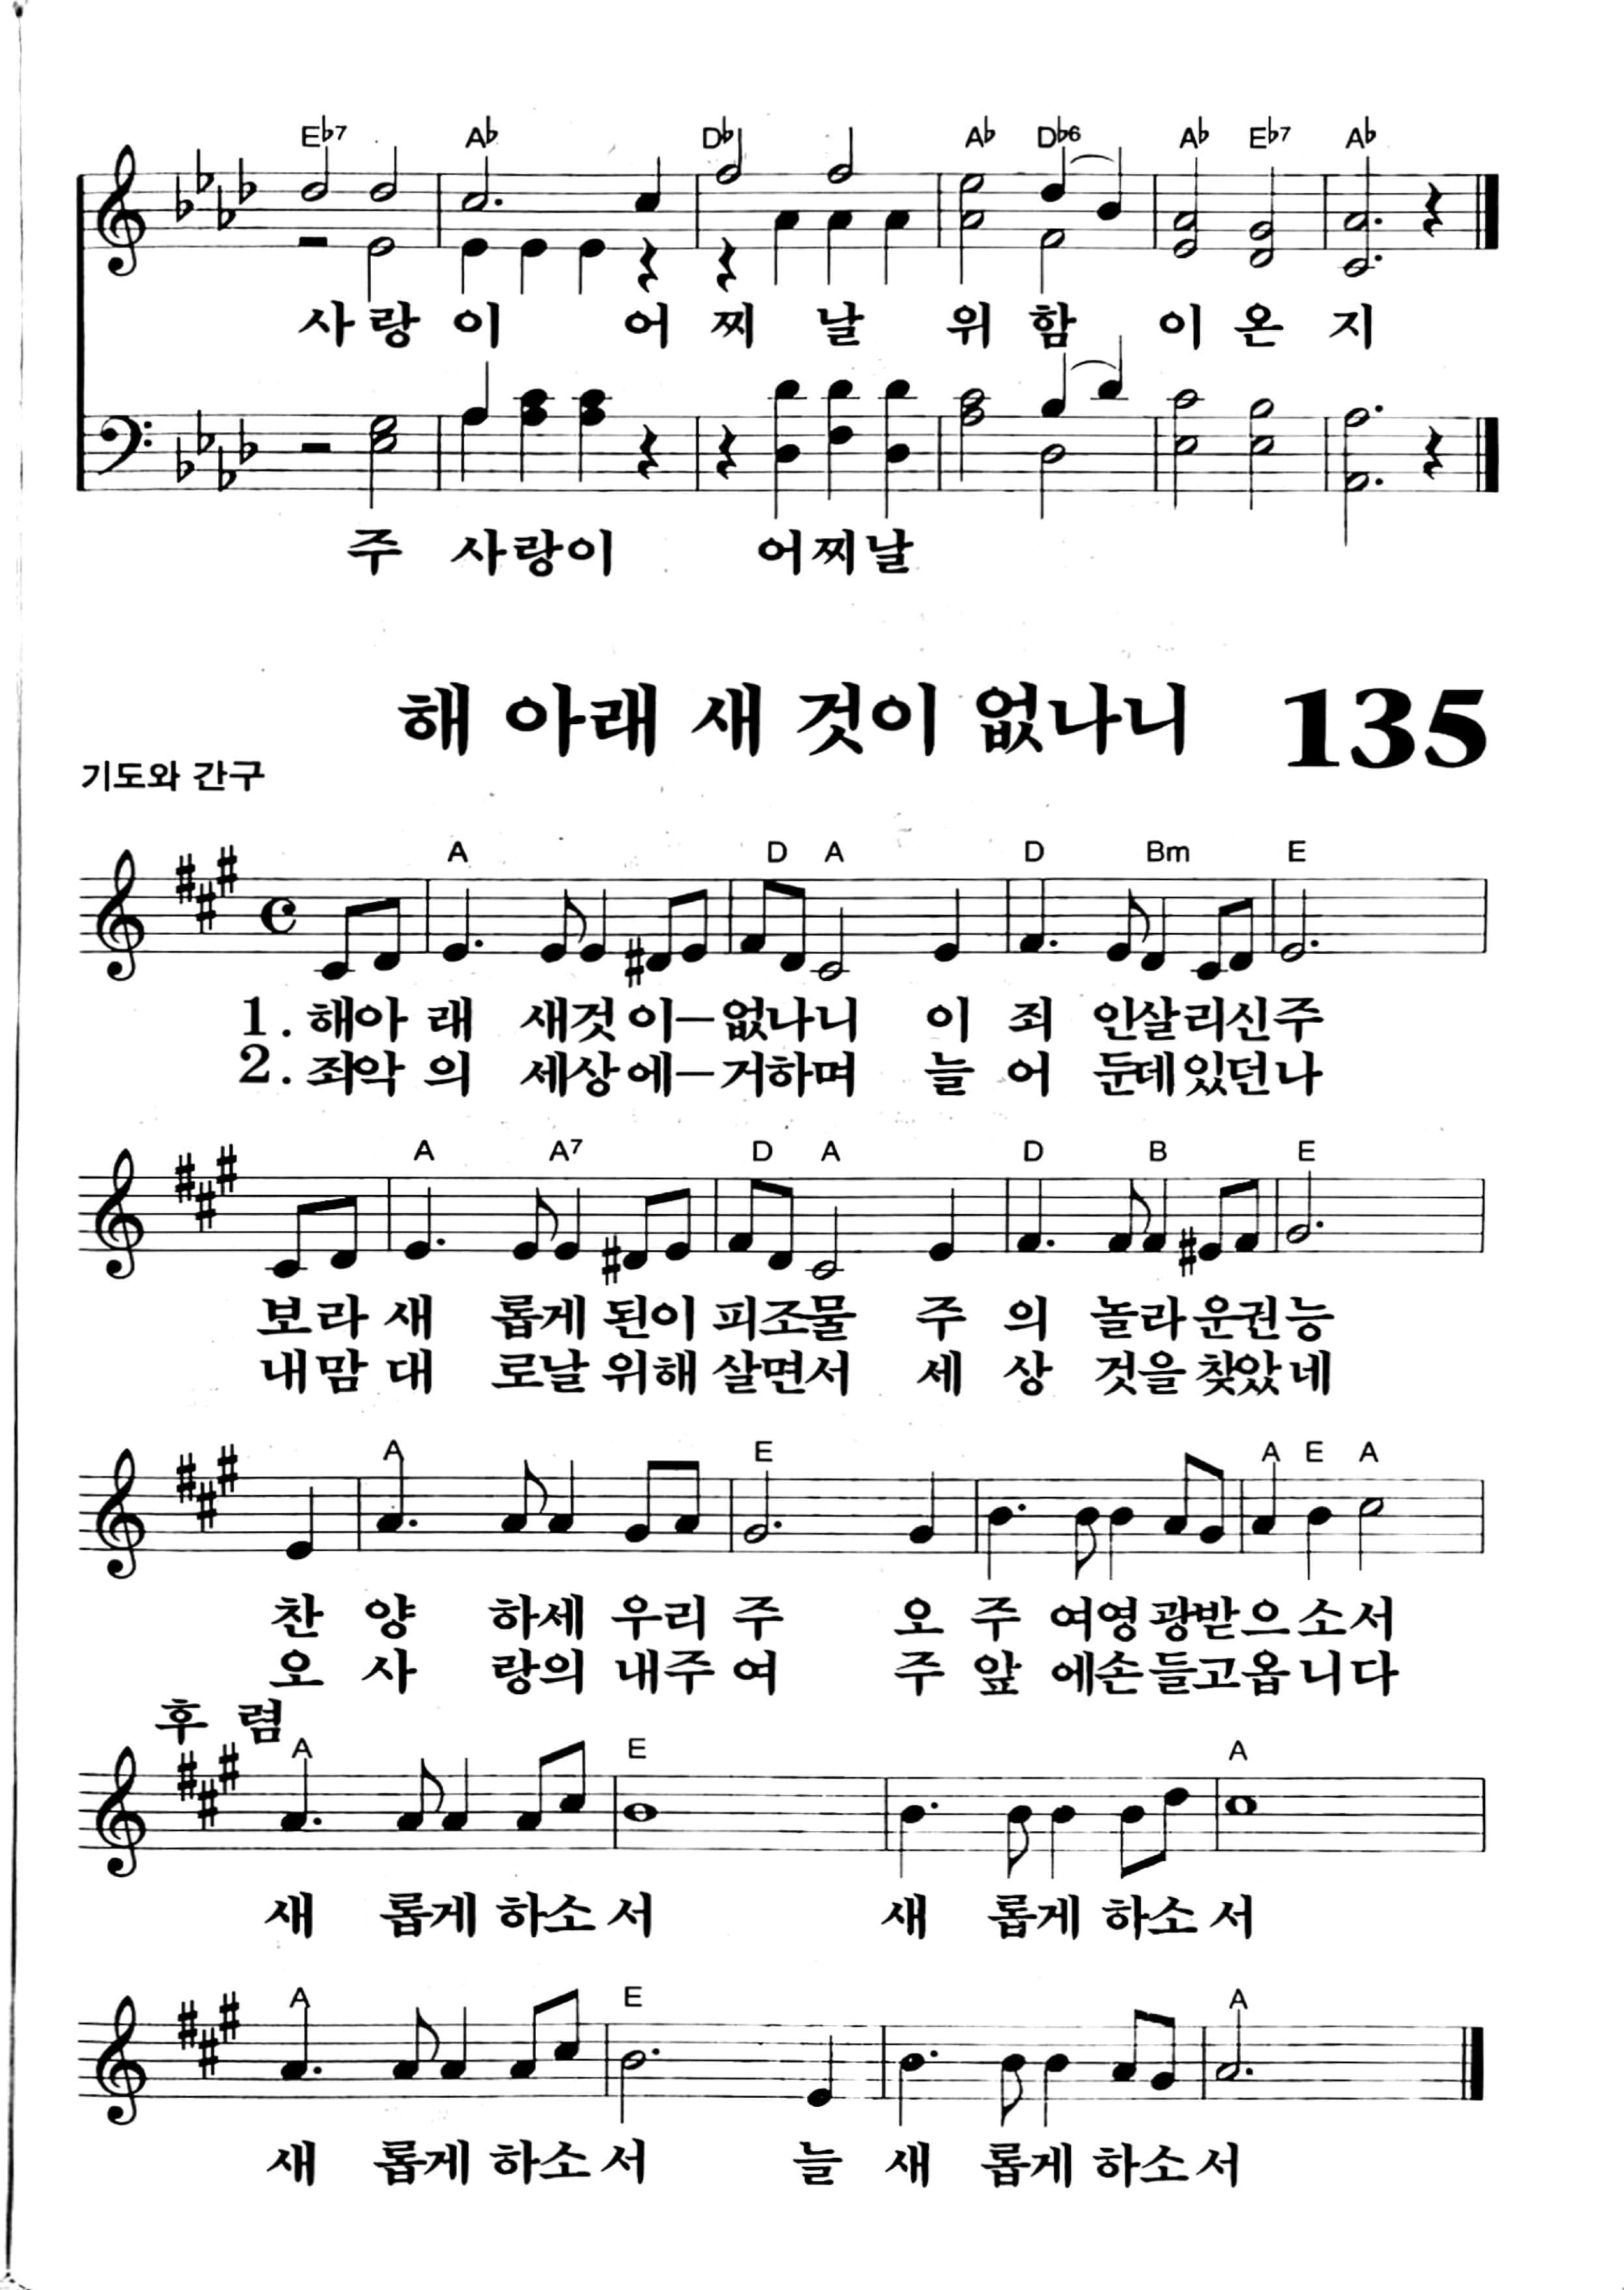 Eb7 Ab Db Ab Db6 Ab Eb7 Ab
사 랑 이 어 찌 날 위 함 이 온 지
주 사랑이 어찌날
해 아래 새 것이 없나니 135
기도와 간구
A D A D Bm E
1. 해아 래 새것 이-없나니 이 죄 인살리신주
2. 죄악 의 세상에-거하며 늘 어 둔데있던나
A A7 D A D B E
보라 새 롭게 된이 피조물 주 의 놀라운권능
내맘 대 로날 위해 살면서 세 상 것을 찾았네
A E A E A
찬 양 하세 우리 주 오 주 여영광받으소서
오 사 랑의 내주 여 주 앞 에손들고옵니다
후 렴
A E A
새 롭게 하소서 새 롭게 하소서
A E A
새 롭게 하소서 늘 새 롭게 하소서